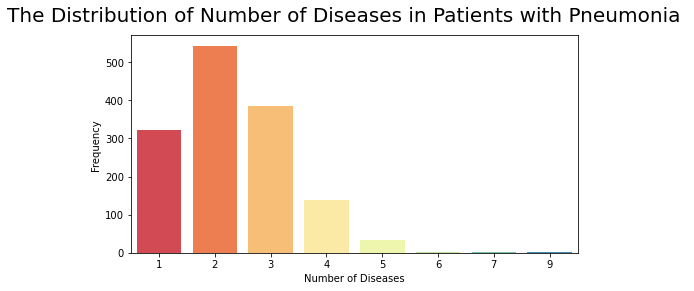 The Distribution of Number of Diseases in Patients with Pneumonia
500
400
300
200
100
0
Frequency
1 2 3 4 5 6 7 9
Number of Diseases